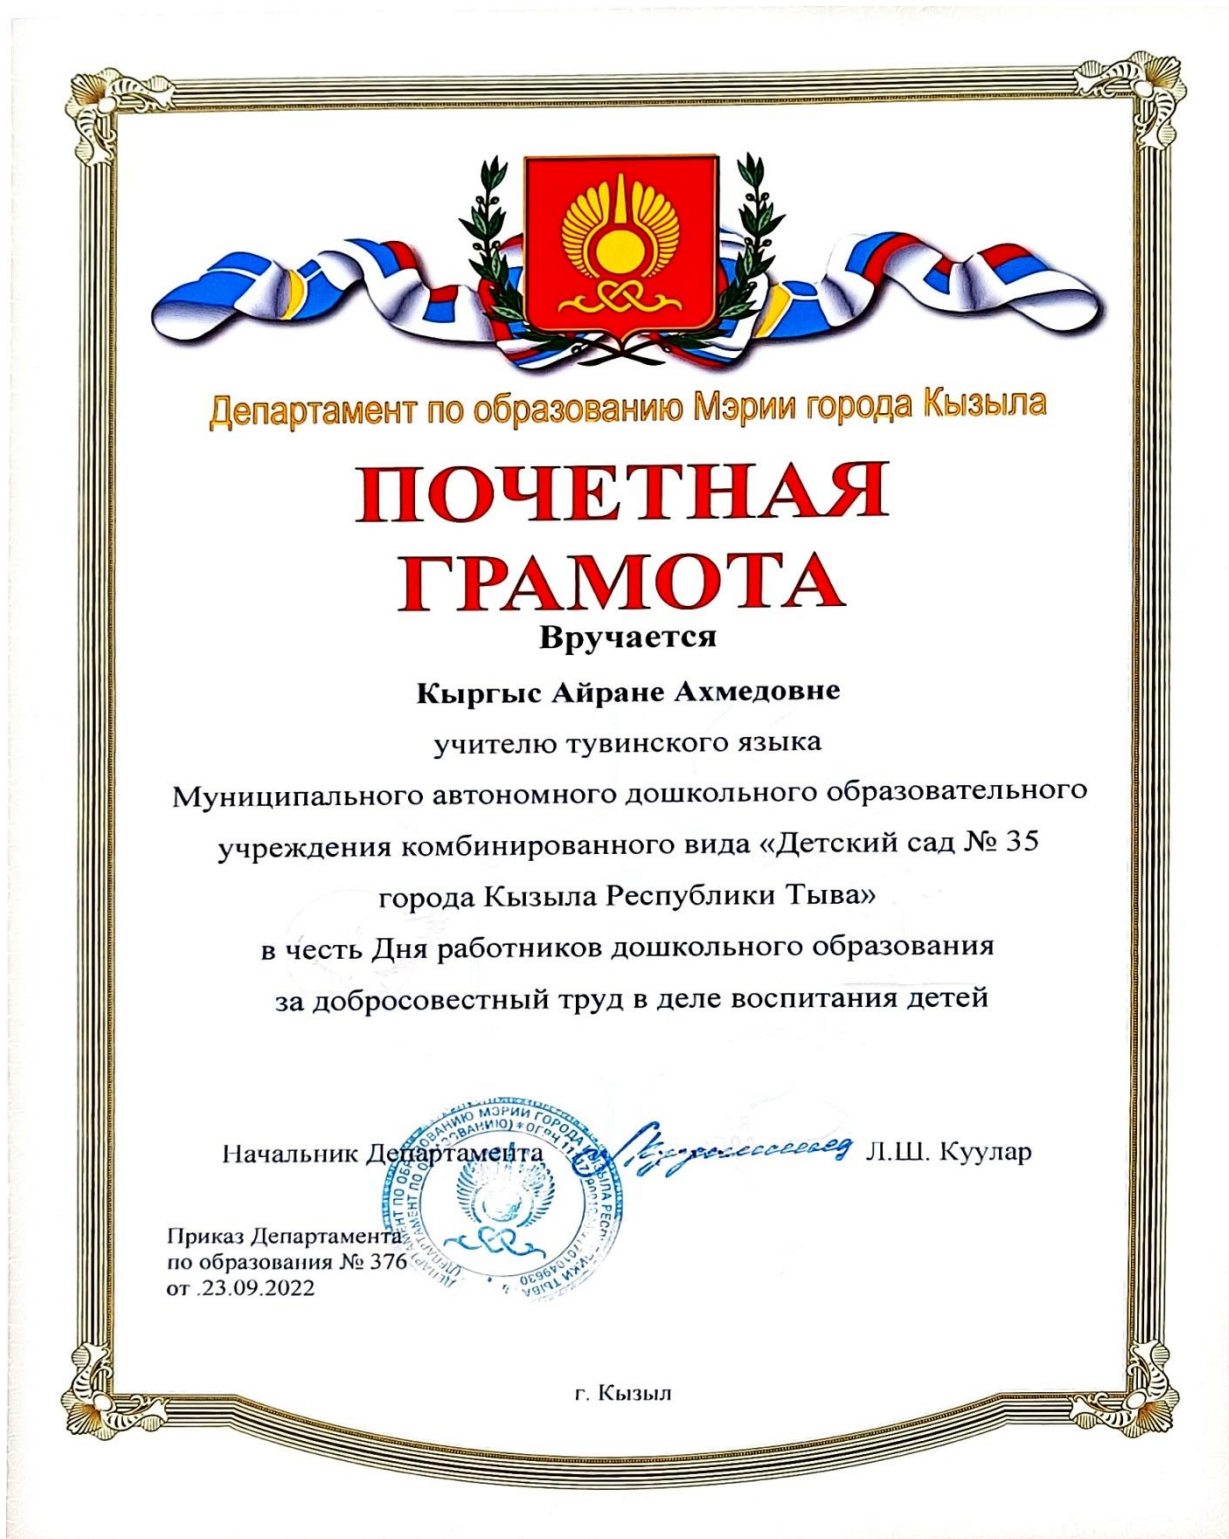 Департамент по образованию Мэрии города Кызыла
ПОЧЕТНАЯ
ГРАМОТА
Вручается
Кыргыс Айране Ахмедовне
учителю тувинского языка
Муниципального автономного дошкольного образовательного
учреждения комбинированного вида «Детский сад № 35
города Кызыла Республики Тыва»
в честь Дня работников дошкольного образования
за добросовестный труд в деле воспитания детей
Начальник Департамента Л.Ш. Куулар
Приказ Департамента
по образования № 376
от .23.09.2022
г. Кызыл